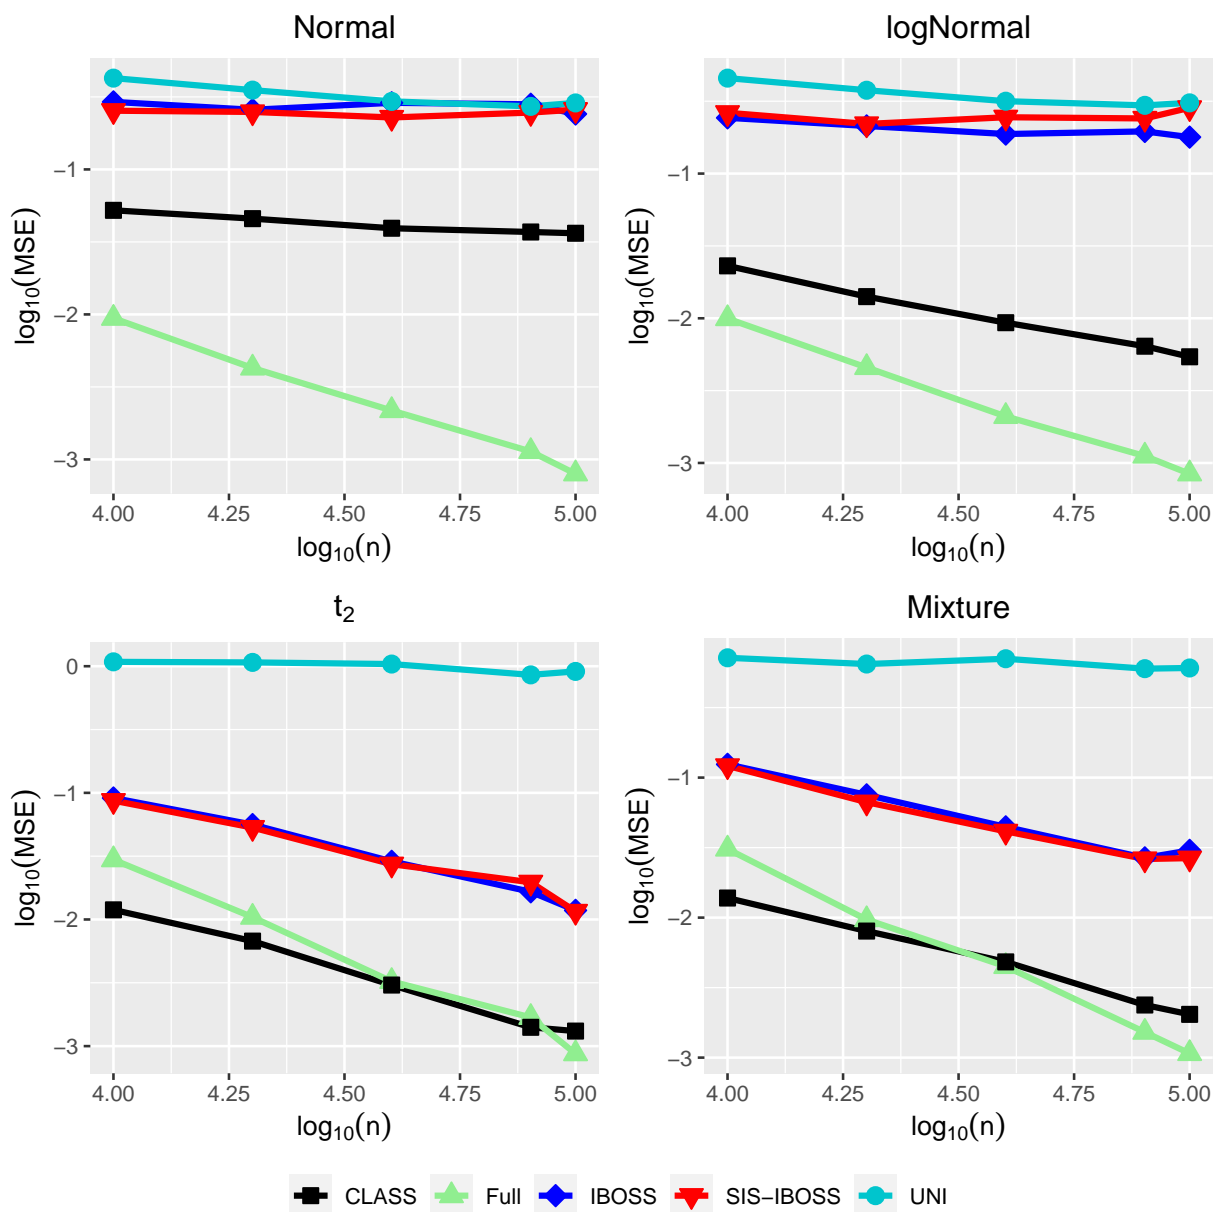 Normal
log₁₀(MSE)
−1
−2
−3
4.00 4.25 4.50 4.75 5.00
log₁₀(n)
logNormal
log₁₀(MSE)
−1
−2
−3
4.00 4.25 4.50 4.75 5.00
log₁₀(n)
t₂
log₁₀(MSE)
0
−1
−2
−3
4.00 4.25 4.50 4.75 5.00
log₁₀(n)
Mixture
log₁₀(MSE)
−1
−2
−3
4.00 4.25 4.50 4.75 5.00
log₁₀(n)
CLASS Full IBOSS SIS−IBOSS UNI